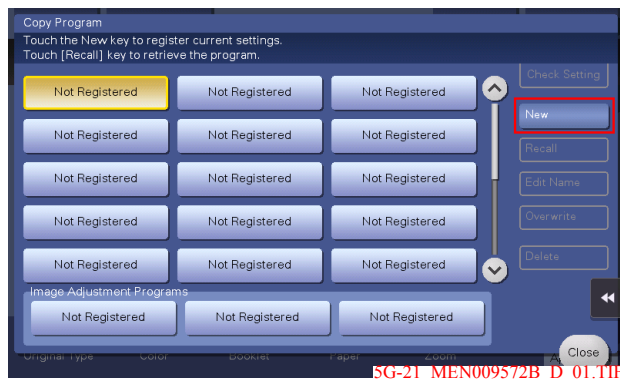 Copy Program
Touch the New key to register current settings.
Touch [Recall] key to retrieve the program.
Check Setting
Not Registered Not Registered Not Registered
New
Not Registered Not Registered Not Registered
Recall
Not Registered Not Registered Not Registered
Edit Name
Not Registered Not Registered Not Registered
Overwrite
Not Registered Not Registered Not Registered
Delete
Image Adjustment Programs
Not Registered Not Registered Not Registered
Close
Original Type Color Booklet Paper Zoom
5G-21 MEN009572B D 01.TIF